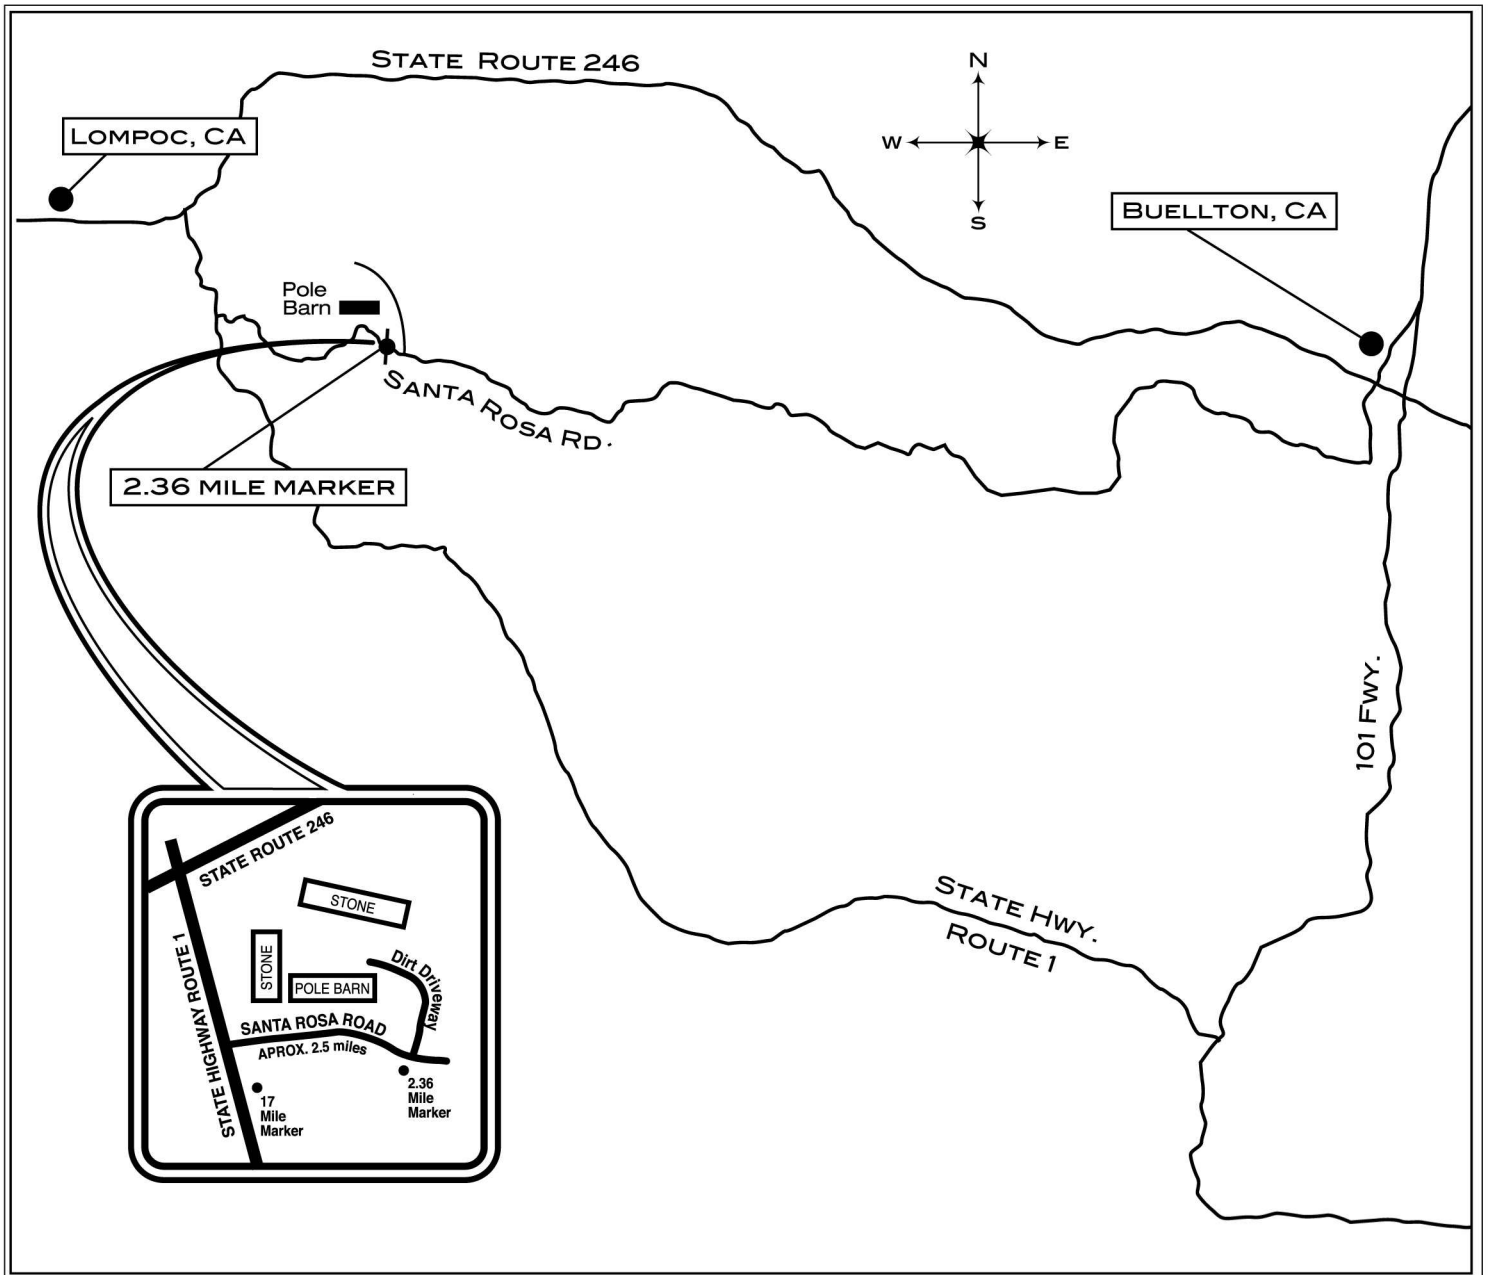 STATE ROUTE 246
N
W
E
S
LOMPOC, CA
BUELLTON, CA
Pole
Barn
SANTA ROSA RD.
2.36 MILE MARKER
101 FWY.
STATE HWY.
ROUTE 1
STATE ROUTE 246
STONE
STONE
POLE BARN
Dirt Driveway
STATE HIGHWAY ROUTE 1
SANTA ROSA ROAD
APROX. 2.5 miles
17
Mile
Marker
2.36
Mile
Marker